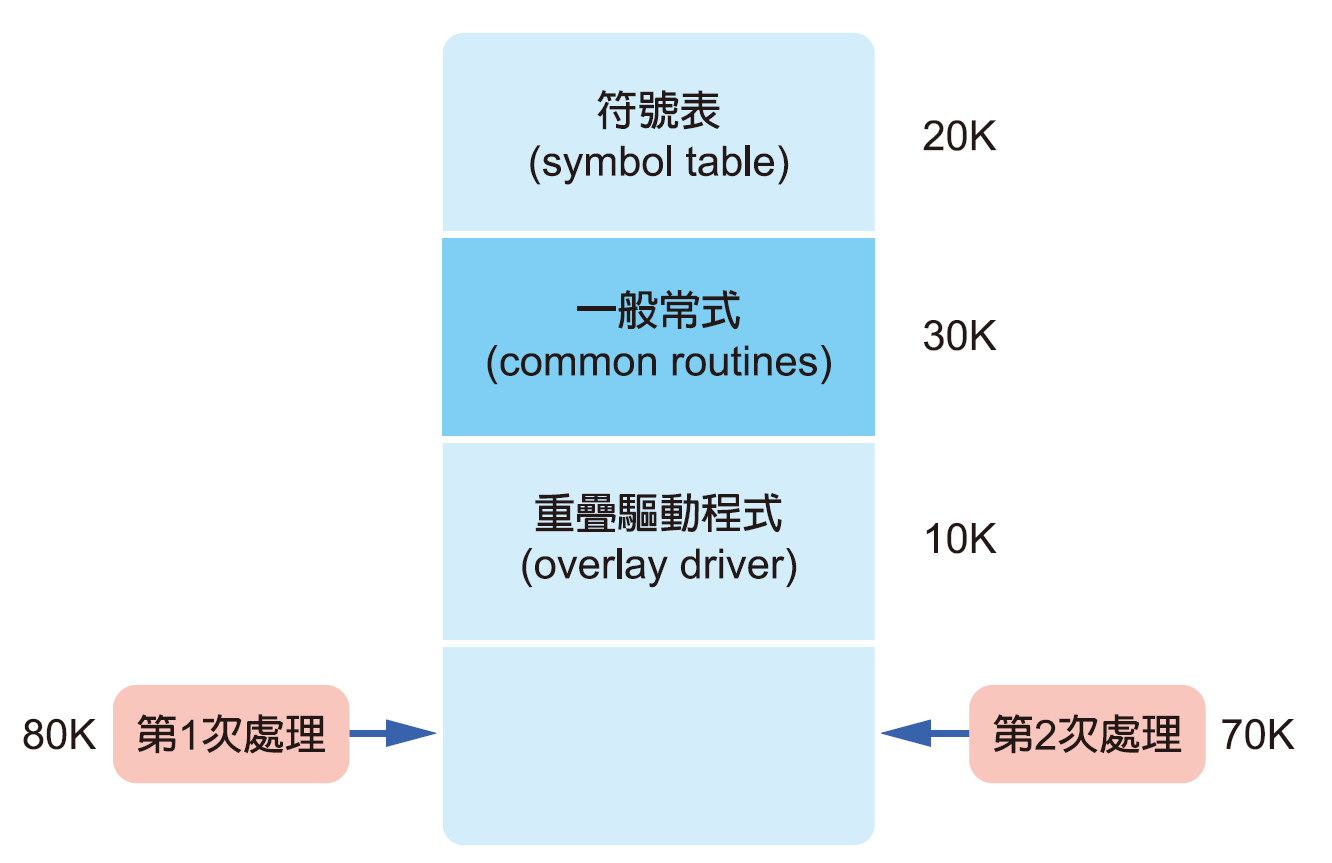 符號表
(symbol table)
20K
一般常式
(common routines)
30K
重疊驅動程式
(overlay driver)
10K
80K
第1次處理
第2次處理
70K